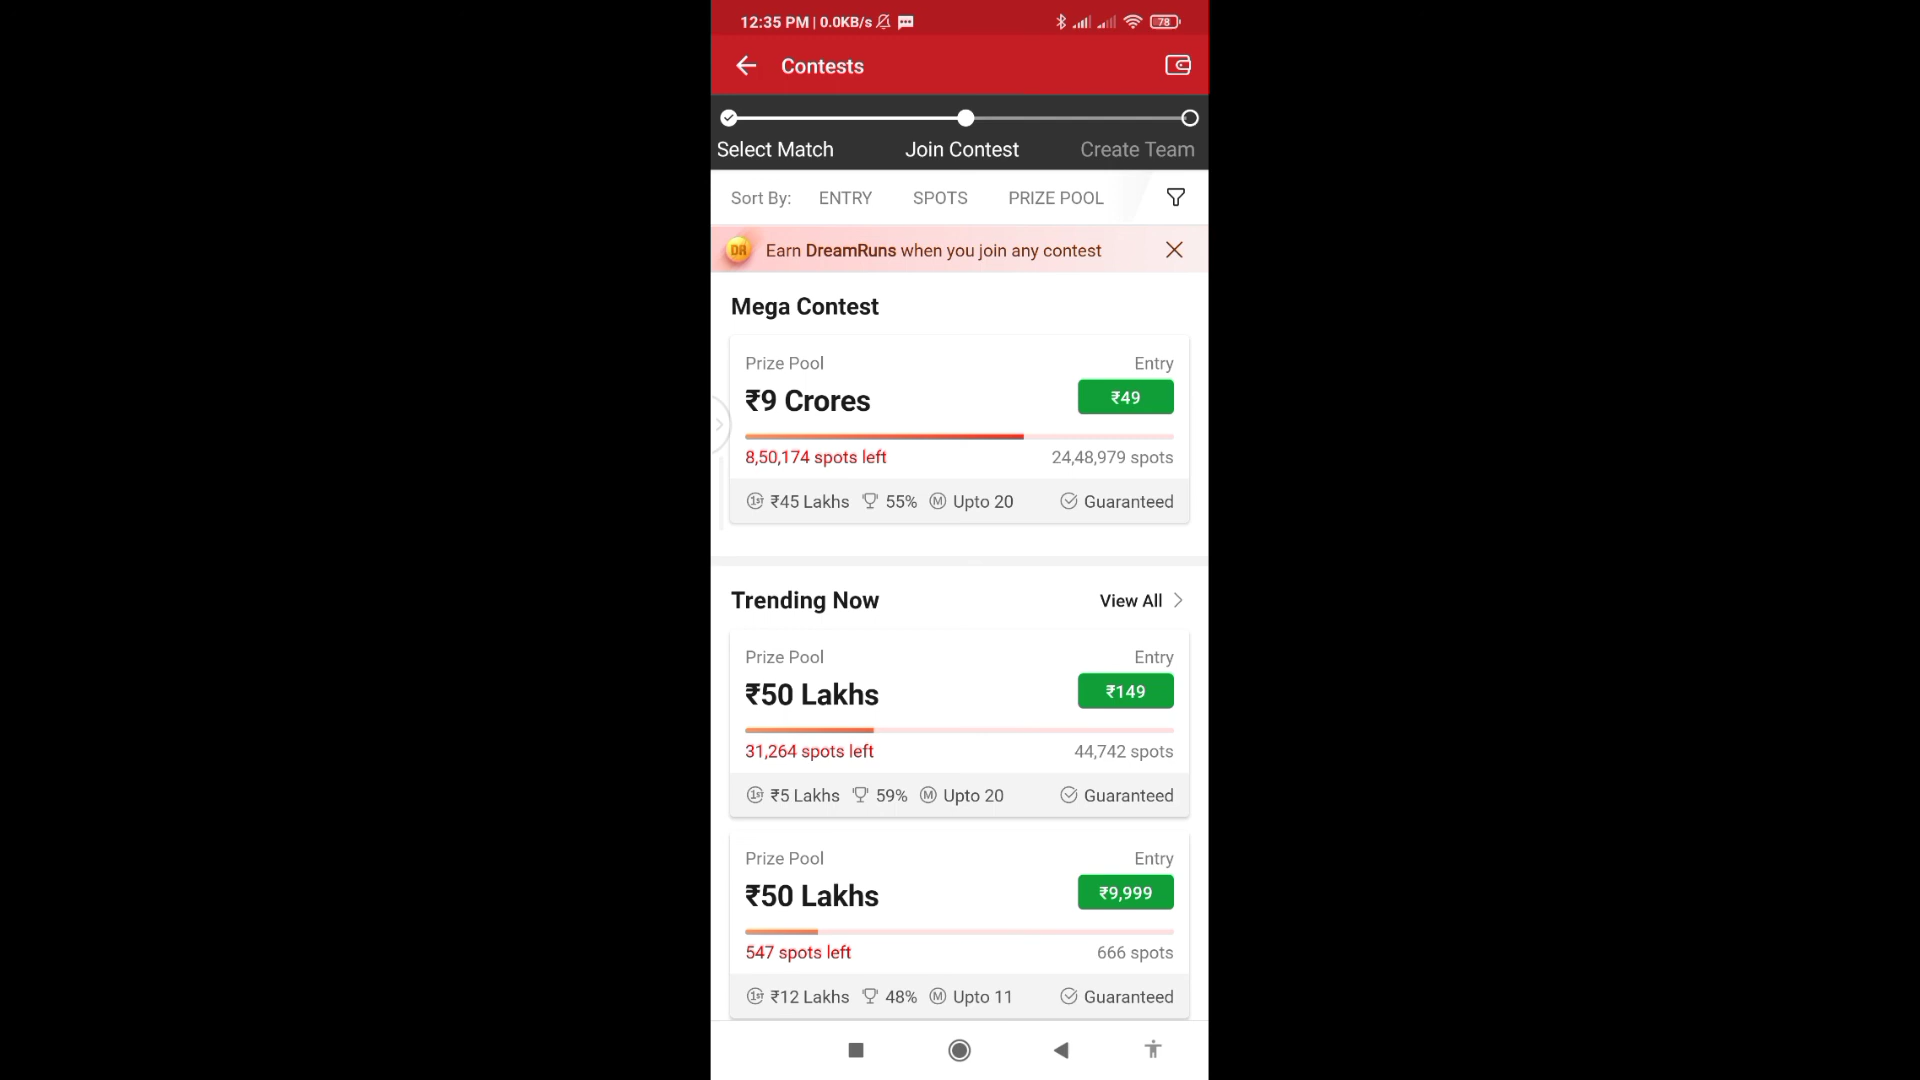 12:35 PM | 0.0KB/s 78
Contests
Select Match Join Contest Create Team
Sort By: ENTRY SPOTS PRIZE POOL
DR Earn DreamRuns when you join any contest
Mega Contest
Prize Pool Entry
₹9 Crores ₹49
8,50,174 spots left 24,48,979 spots
1ST ₹45 Lakhs 55% M Upto 20 Guaranteed
Trending Now View All
Prize Pool Entry
₹50 Lakhs ₹149
31,264 spots left 44,742 spots
1ST ₹5 Lakhs 59% M Upto 20 Guaranteed
Prize Pool Entry
₹50 Lakhs ₹9,999
547 spots left 666 spots
1ST ₹12 Lakhs 48% M Upto 11 Guaranteed